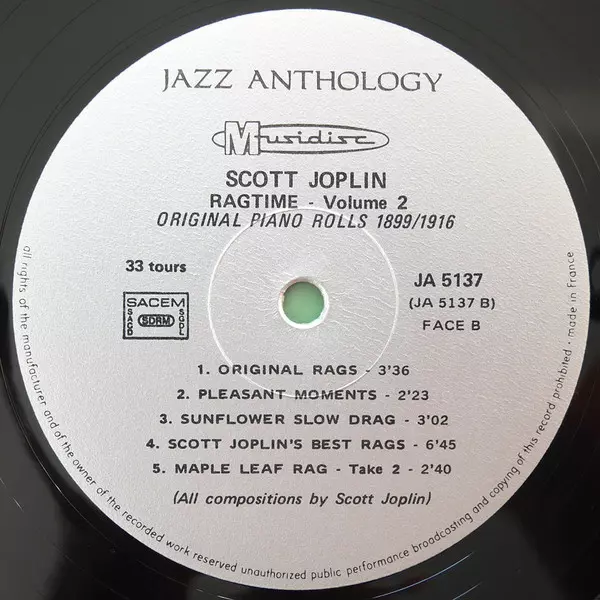 JAZZ ANTHOLOGY
Musidisc
SCOTT JOPLIN
RAGTIME - Volume 2
ORIGINAL PIANO ROLLS 1899/1916
33 tours
JA 5137
(JA 5137 B)
FACE B
SACEM
SACD
SDRM
SGDL
1. ORIGINAL RAGS - 3'36
2. PLEASANT MOMENTS - 2'23
3. SUNFLOWER SLOW DRAG - 3'02
4. SCOTT JOPLIN'S BEST RAGS - 6'45
5. MAPLE LEAF RAG - Take 2 - 2'40
(All compositions by Scott Joplin)
all rights of the manufacturer and of the owner of the recorded work reserved unauthorized public performance broadcasting and copying of this record prohibited · made in France